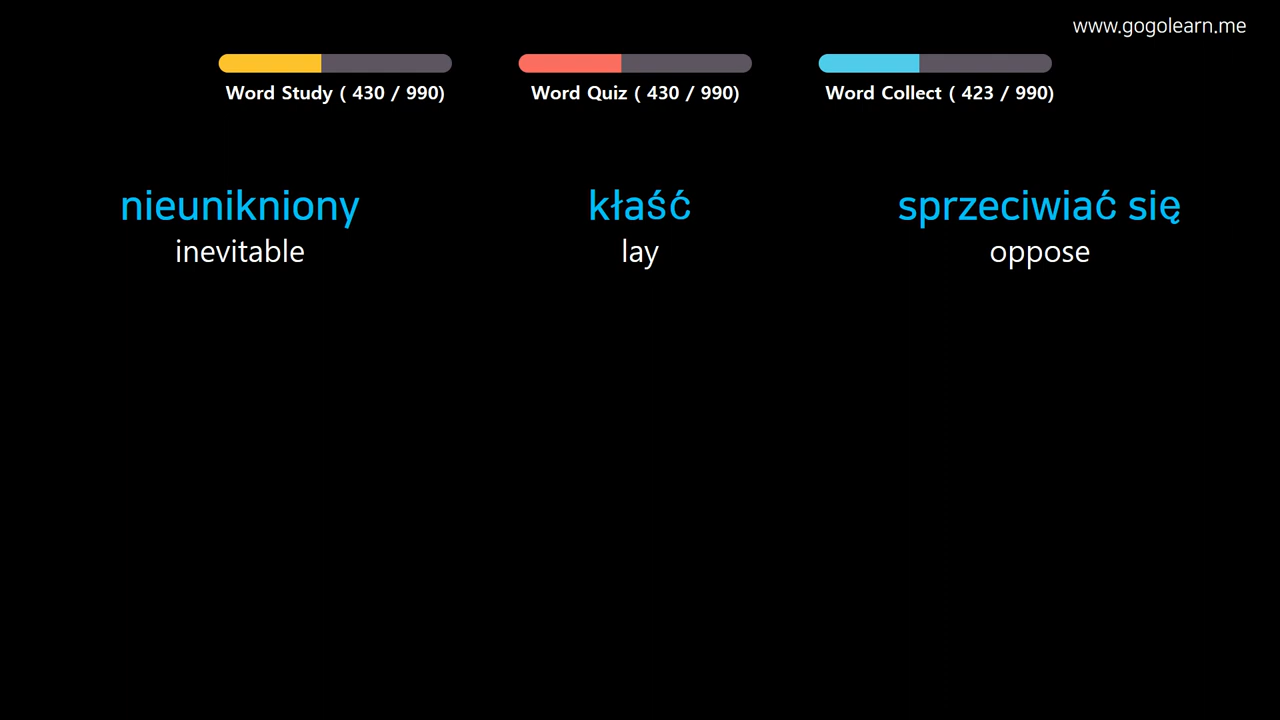 www.gogolearn.me
Word Study ( 430 / 990)
Word Quiz ( 430 / 990)
Word Collect ( 423 / 990)
nieunikniony
inevitable
kłaść
lay
sprzeciwiać się
oppose